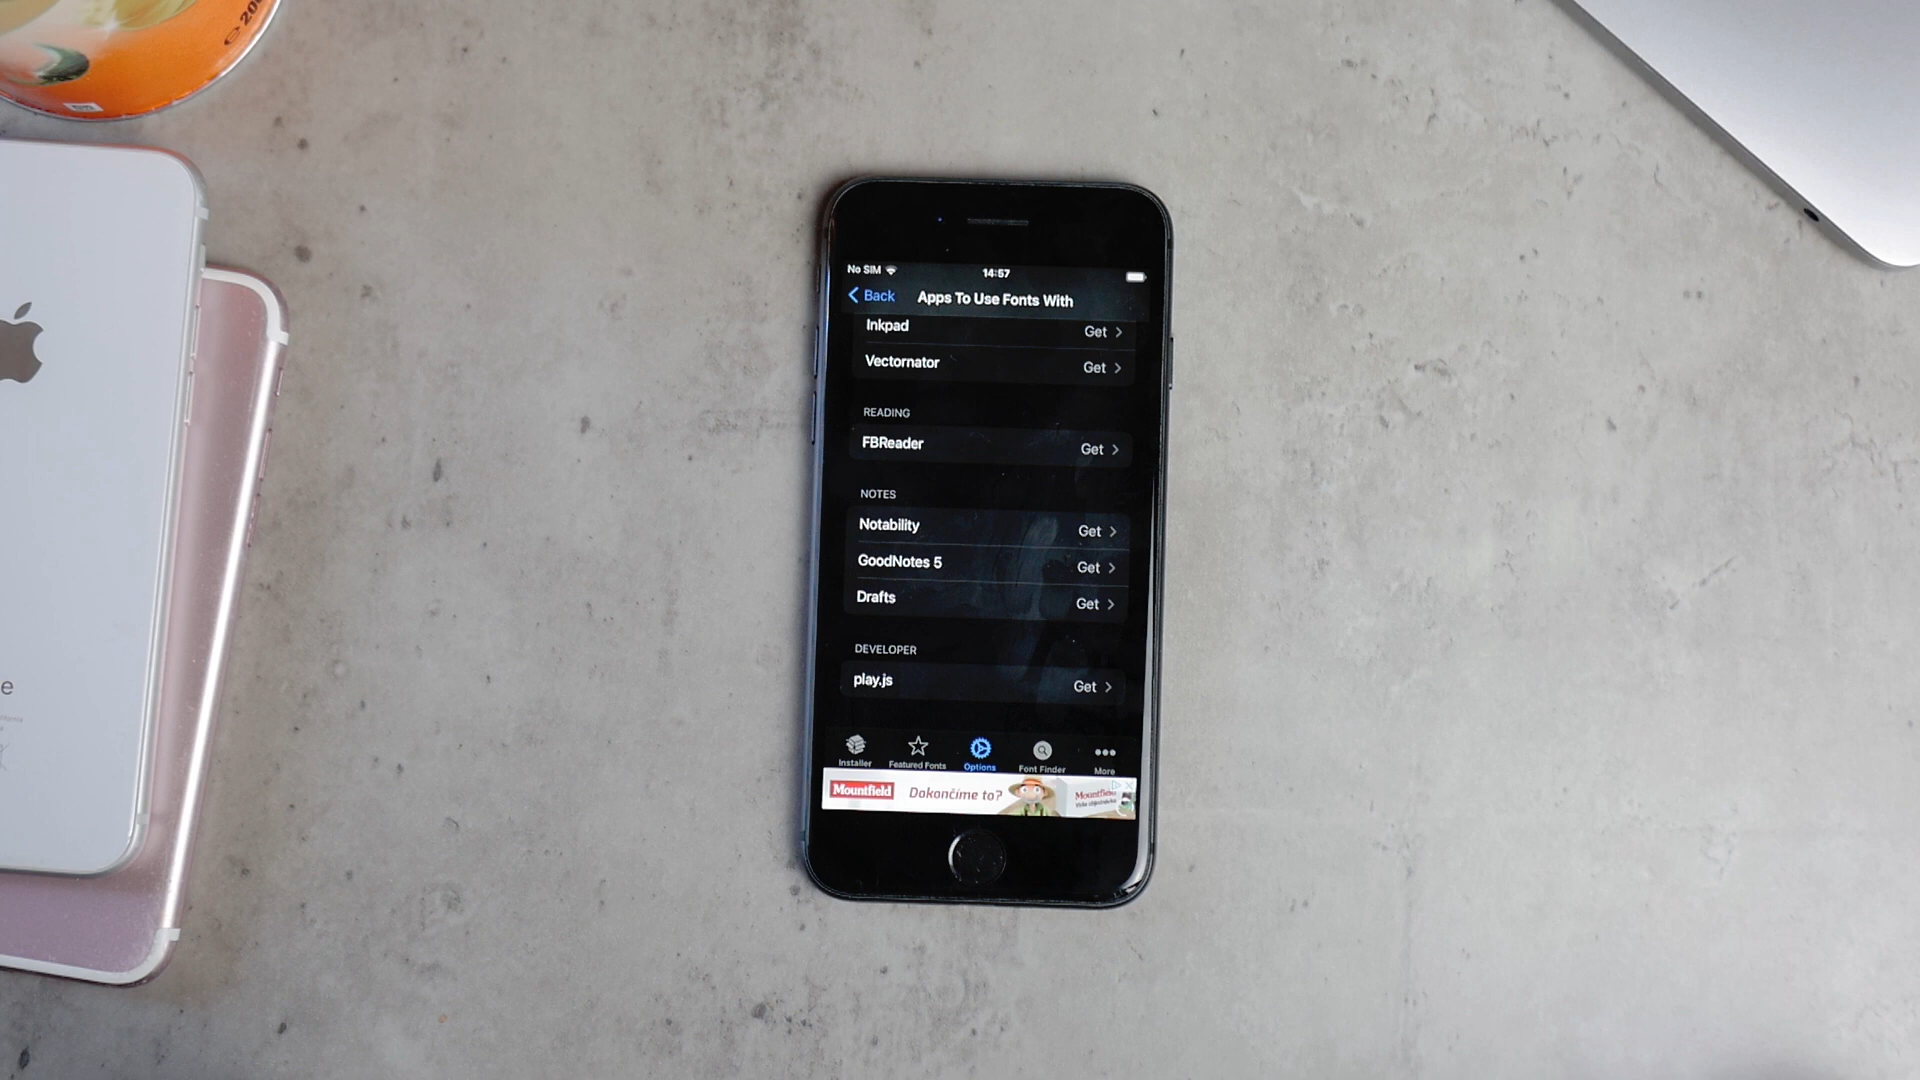 © 200
No SIM
14:57
Back
Apps To Use Fonts With
Inkpad
Get
Vectornator
Get
READING
FBReader
Get
NOTES
Notability
Get
GoodNotes 5
Get
Drafts
Get
DEVELOPER
play.js
Get
Installer
Featured Fonts
Options
Font Finder
More
Mountfield
Dokončíme to?
Mountfield
e